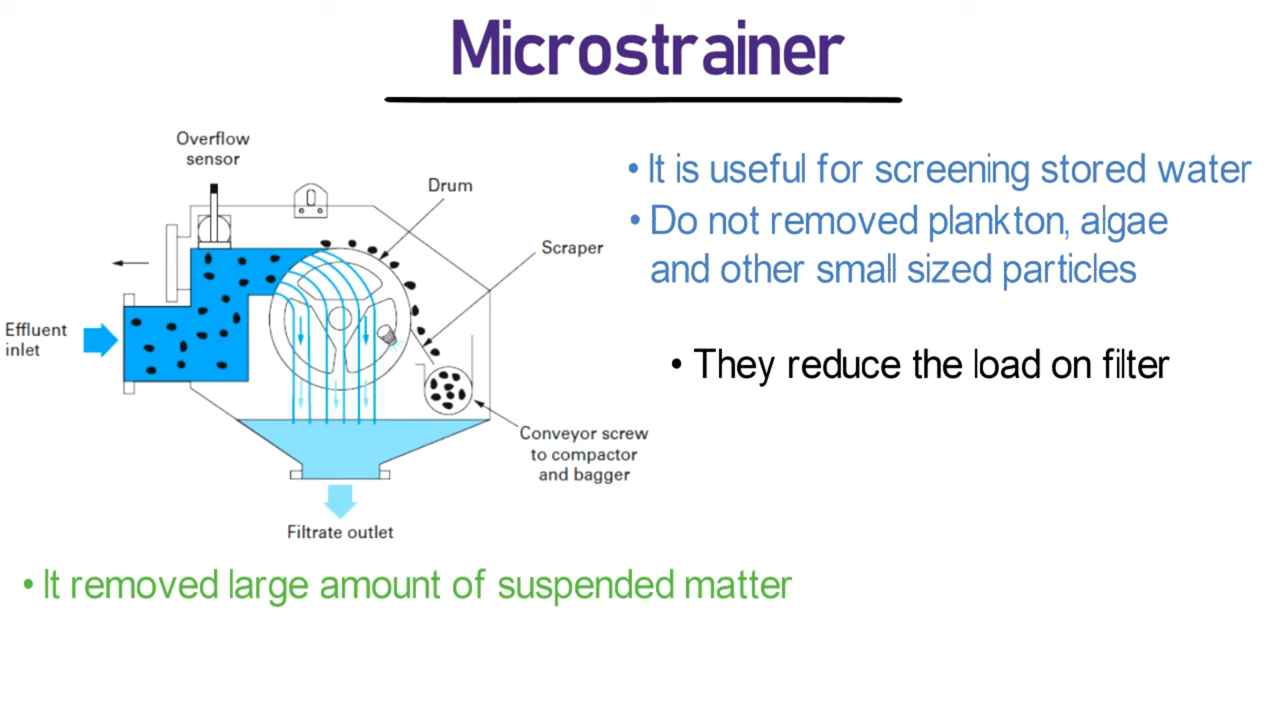 Microstrainer
Overflow
sensor
Drum
Scraper
Effluent
inlet
Conveyor screw
to compactor
and bagger
Filtrate outlet
• It is useful for screening stored water
• Do not removed plankton, algae
and other small sized particles
• They reduce the load on filter
• It removed large amount of suspended matter